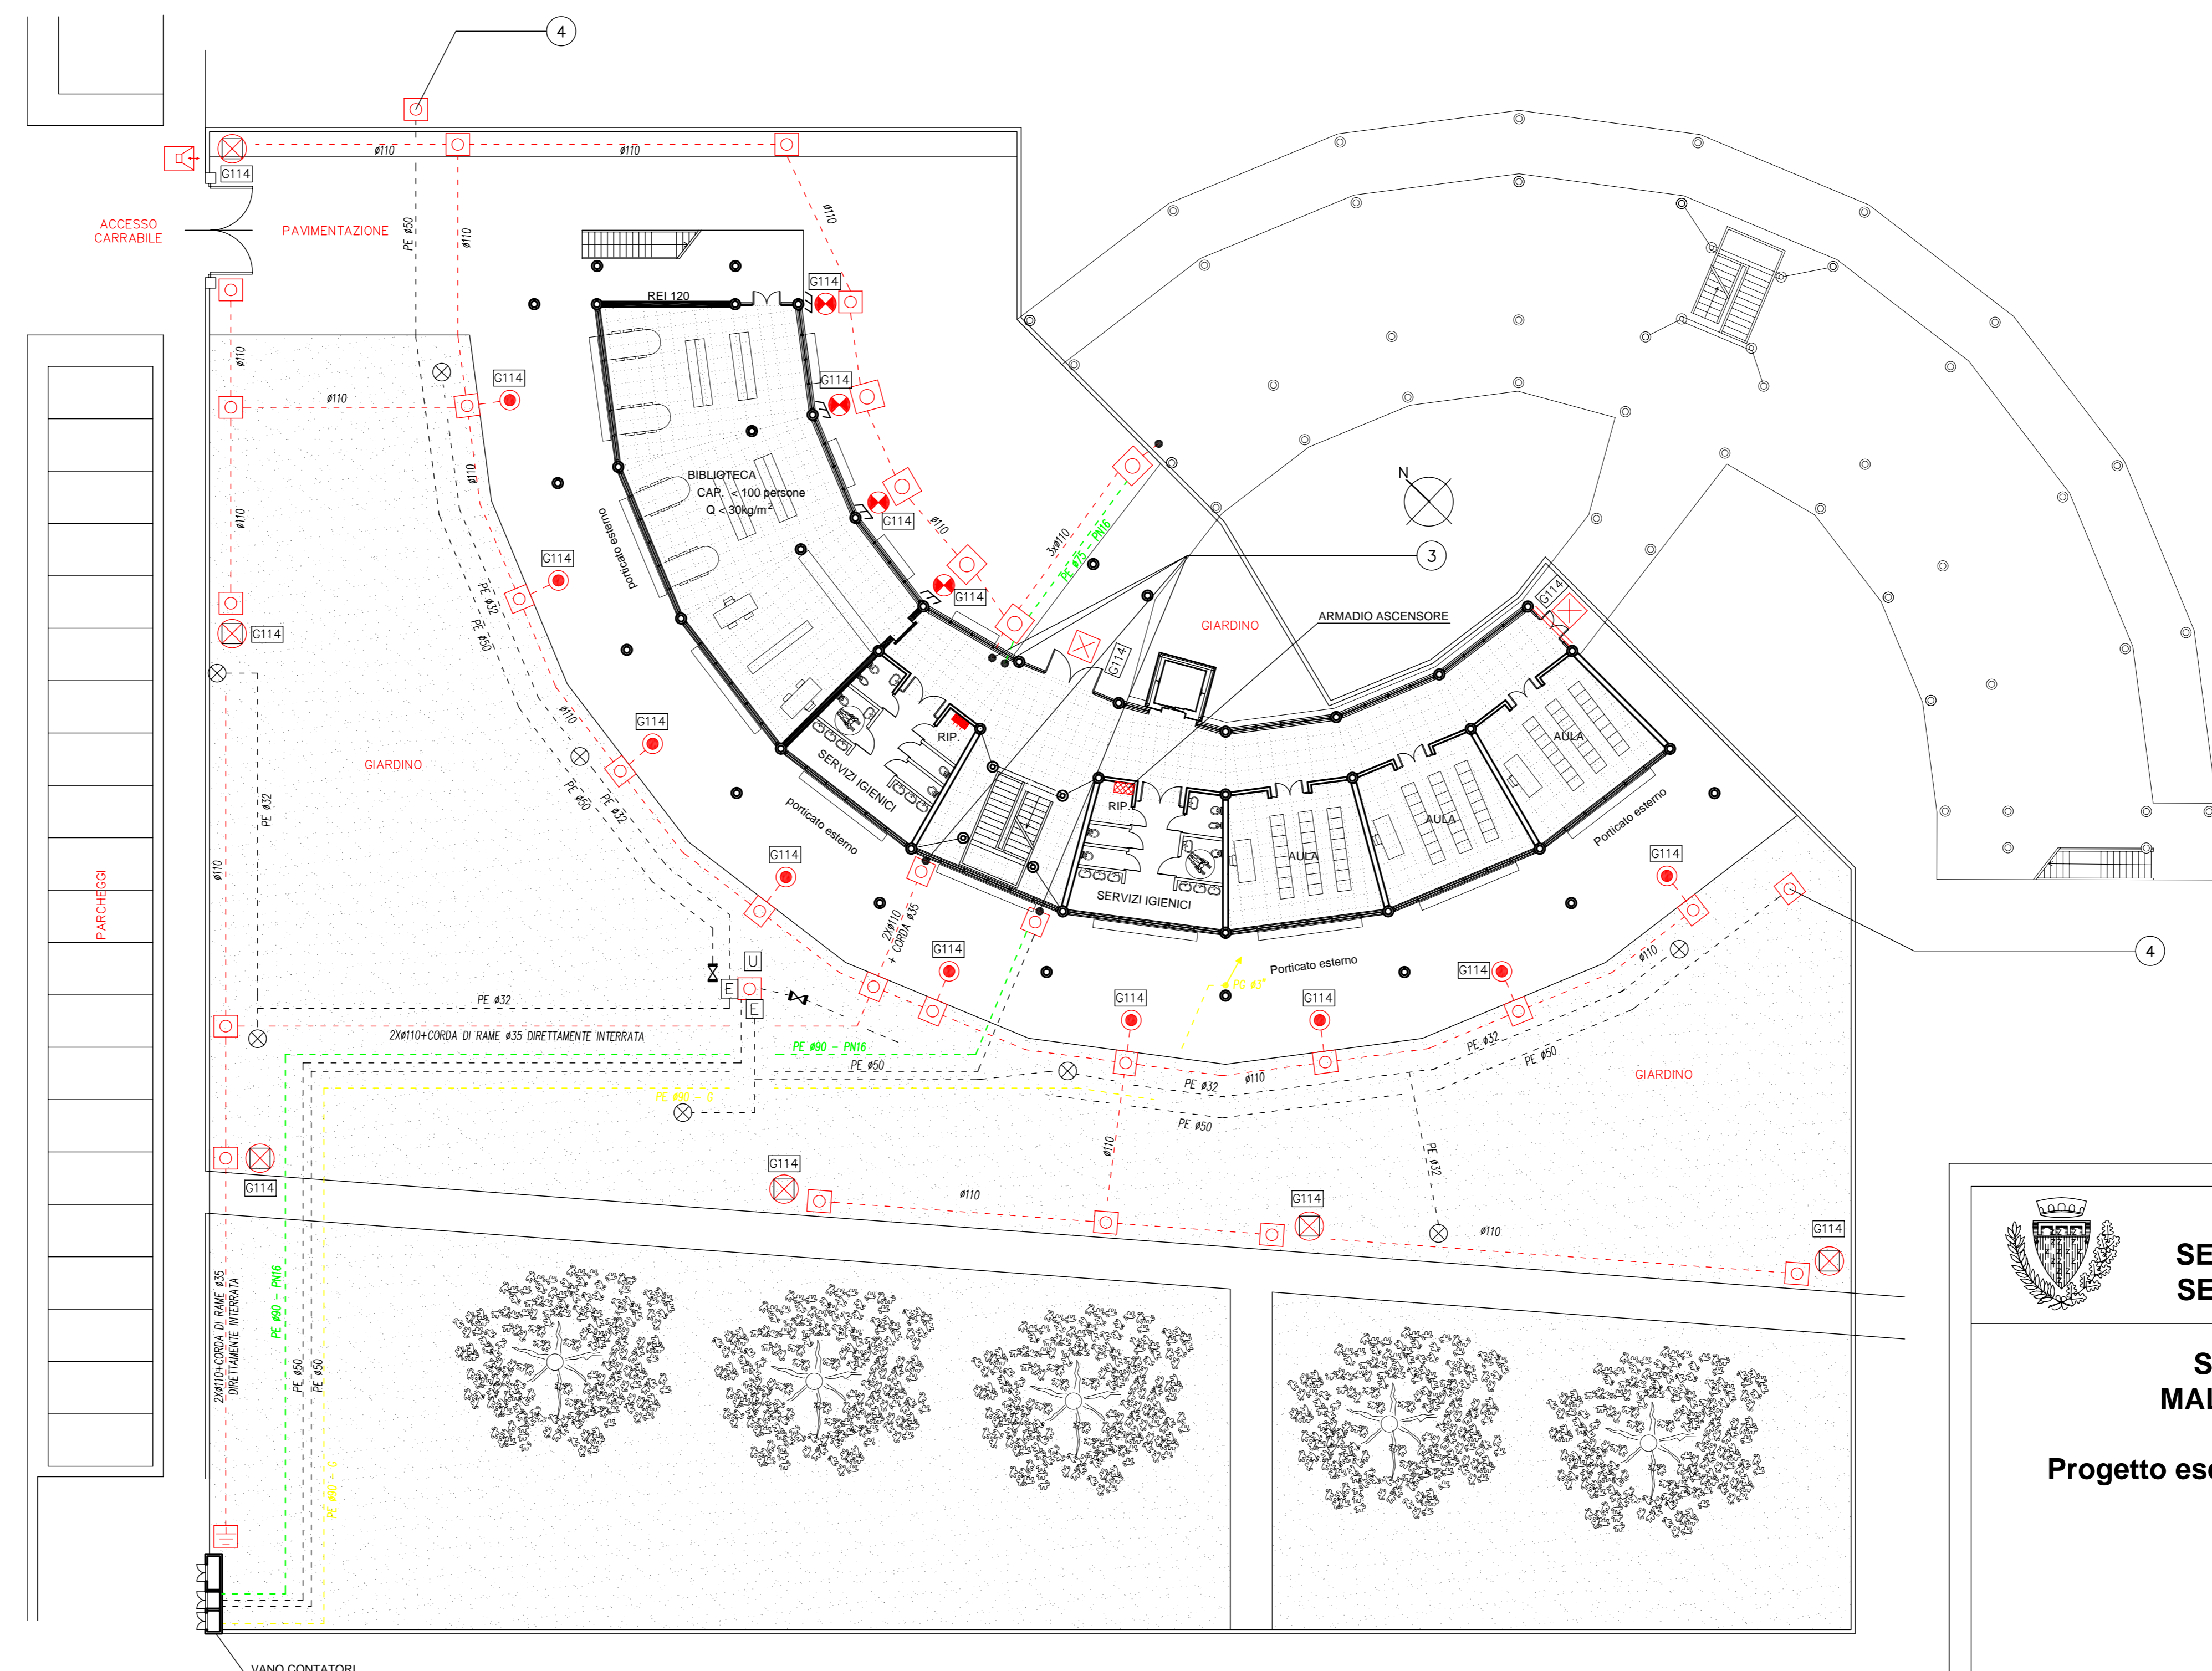 4
ø110
ø110
G114
ACCESSO
CARRABILE
PAVIMENTAZIONE
PE ø50
ø110
ø110
G114
REI 120
G114
G114
ø110
ø110
ø110
ø110
BIBLIOTECA
CAP. < 100 persone
Q < 30kg/m²
porticato esterno
G114
ø110
3xø110
PE ø75 - PN16
N
3
G114
G114
G114
PE ø32
PE ø50
GIARDINO
ARMADIO ASCENSORE
G114
G114
ø110
G114
GIARDINO
RIP.
SERVIZI IGIENICI
AULA
PE ø32
PE ø32
PE ø50
porticato esterno
RIP.
AULA
AULA
Porticato esterno
SERVIZI IGIENICI
G114
G114
ø110
PARCHEGGI
2Xø110
+ CORDA ø35
G114
G114
Porticato esterno
ø110
4
U
E
E
PE ø32
PG ø3"
G114
G114
2Xø110+CORDA DI RAME ø35 DIRETTAMENTE INTERRATA
PE ø90 - PN16
PE ø50
PE ø32
PE ø50
PE ø32
ø110
GIARDINO
PE ø90 - G
PE ø50
ø110
PE ø32
G114
G114
ø110
G114
ø110
G114
2Xø110+CORDA DI RAME ø35
DIRETTAMENTE INTERRATA
PE ø90 - PN16
PE ø50
PE ø50
PE ø90 - G
VANO CONTATORI
SE
SE
S
MAL
Progetto ese